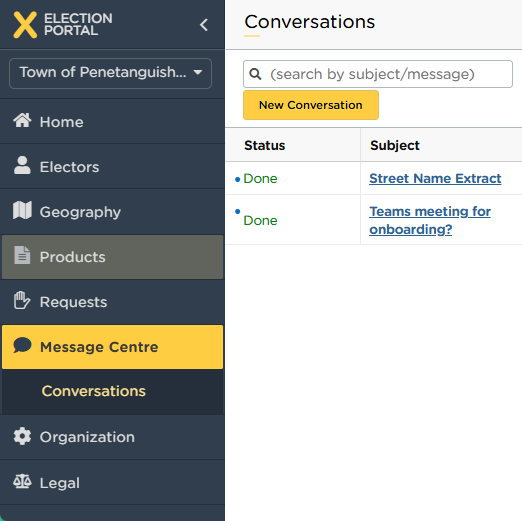 ELECTION
PORTAL
Town of Penetanguish...
Home
Electors
Geography
Products
Requests
Message Centre
Conversations
Organization
Legal
Conversations
(search by subject/message)
New Conversation
Status Subject
Done Street Name Extract
Done Teams meeting for
onboarding?